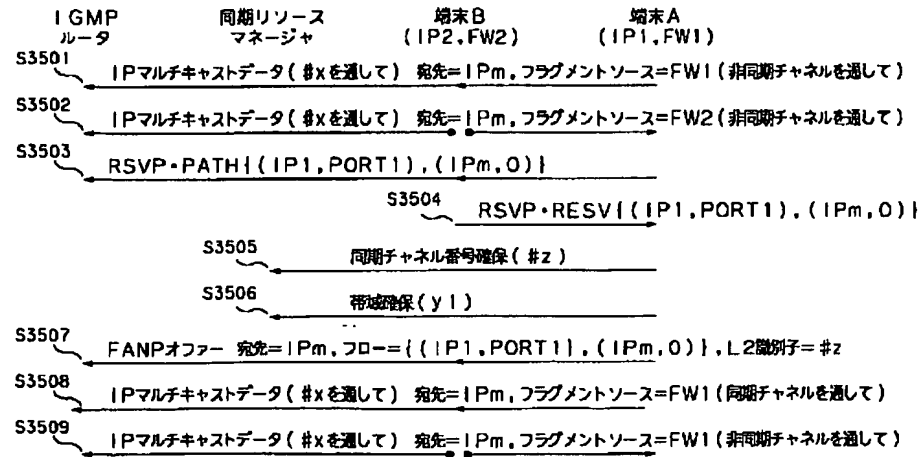 IGMP
ルータ
同期リソース
マネージャ
端末B
(IP2,FW2)
端末A
(IP1,FW1)
S3501
IPマルチキャストデータ(#xを通して) 宛先=IPm,フラグメントソース=FW1(非同期チャネルを通して)
S3502
IPマルチキャストデータ(#xを通して) 宛先=IPm,フラグメントソース=FW2(非同期チャネルを通して)
S3503
RSVP・PATH{(IP1,PORT1),(IPm,0)}
S3504
RSVP・RESV{(IP1,PORT1),(IPm,0)}
S3505
同期チャネル番号確保(#z)
S3506
帯域確保(y1)
S3507
FANPオファー 宛先=IPm,フロー={(IP1,PORT1},(IPm,0)},L2識別子=#z
S3508
IPマルチキャストデータ(#xを通して) 宛先=IPm,フラグメントソース=FW1(同期チャネルを通して)
S3509
IPマルチキャストデータ(#xを通して) 宛先=IPm,フラグメントソース=FW1(非同期チャネルを通して)